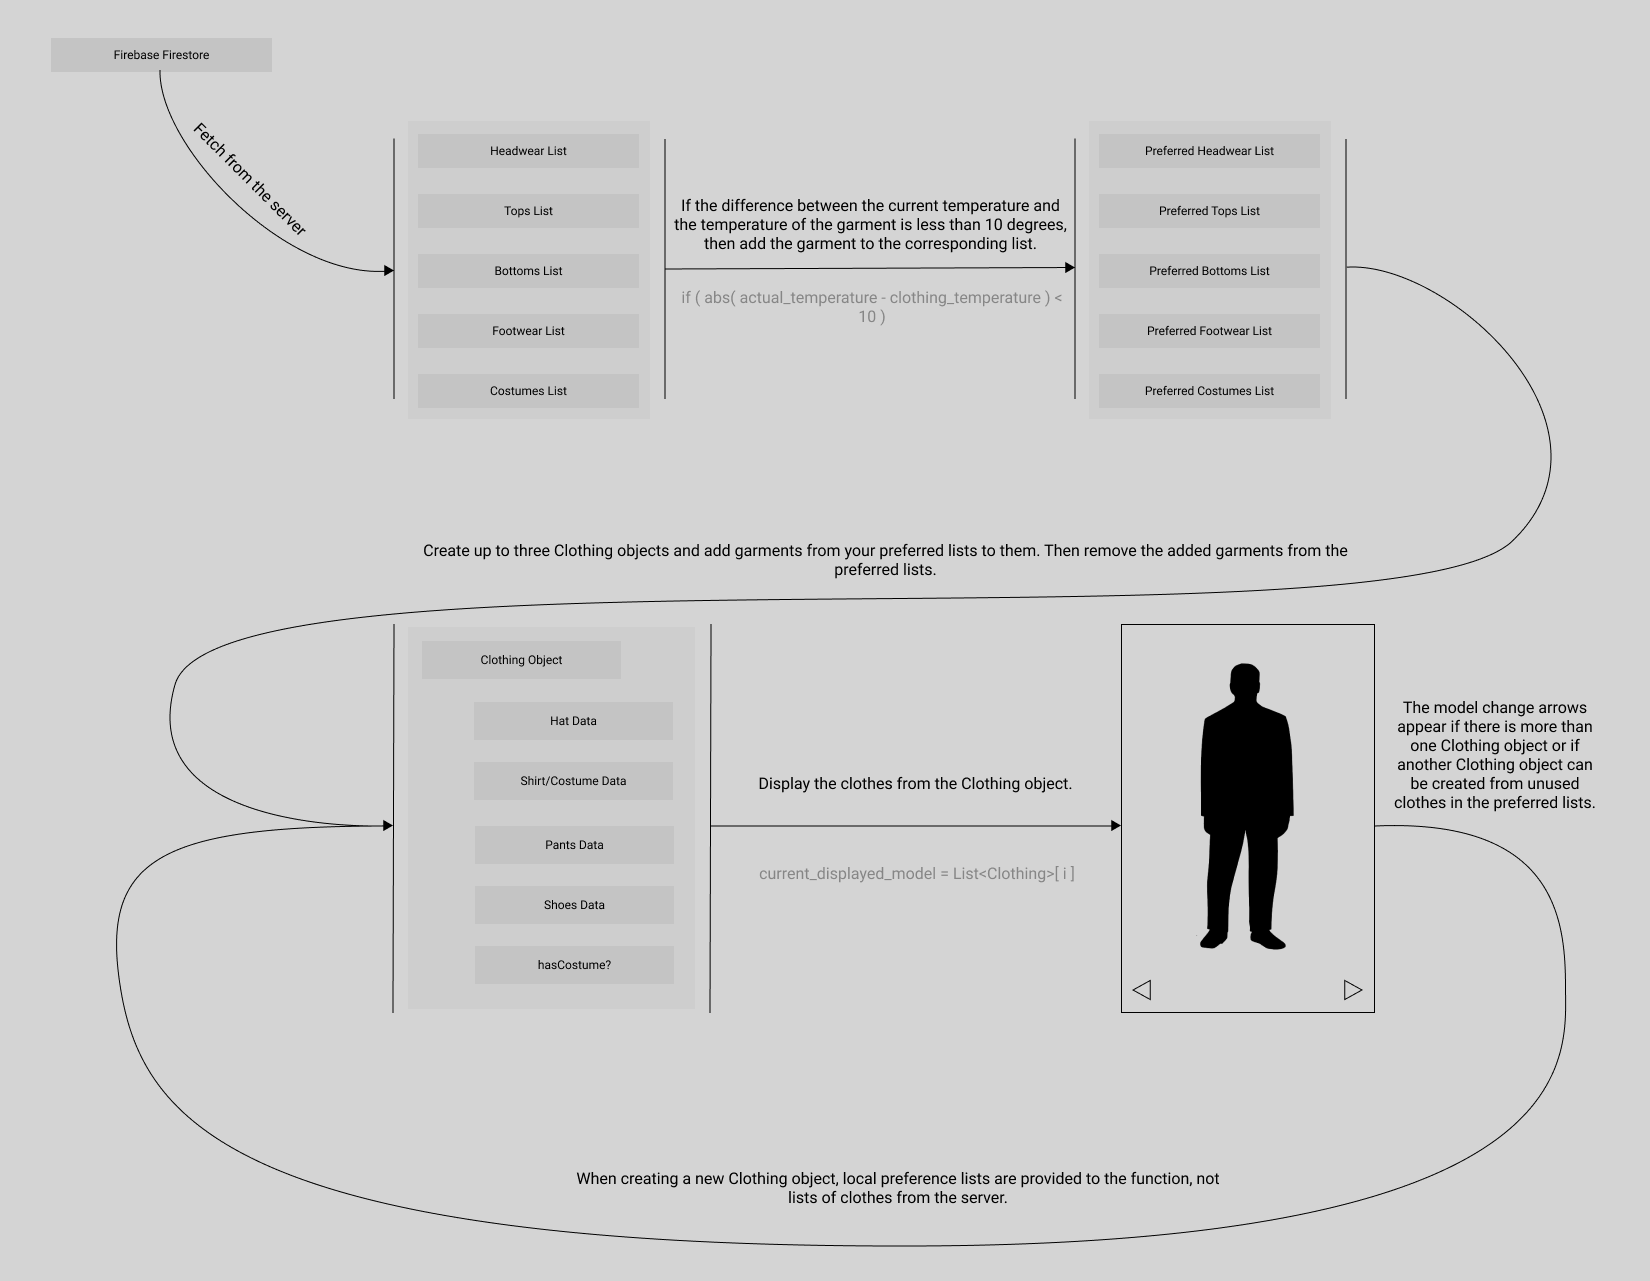 Firebase Firestore
Fetch from the server
Headwear List
Tops List
Bottoms List
Footwear List
Costumes List
If the difference between the current temperature and
the temperature of the garment is less than 10 degrees,
then add the garment to the corresponding list.
if ( abs( actual_temperature - clothing_temperature ) <
10 )
Preferred Headwear List
Preferred Tops List
Preferred Bottoms List
Preferred Footwear List
Preferred Costumes List
Create up to three Clothing objects and add garments from your preferred lists to them. Then remove the added garments from the
preferred lists.
Clothing Object
Hat Data
Shirt/Costume Data
Pants Data
Shoes Data
hasCostume?
Display the clothes from the Clothing object.
current_displayed_model = List<Clothing>[ i ]
The model change arrows
appear if there is more than
one Clothing object or if
another Clothing object can
be created from unused
clothes in the preferred lists.
When creating a new Clothing object, local preference lists are provided to the function, not
lists of clothes from the server.